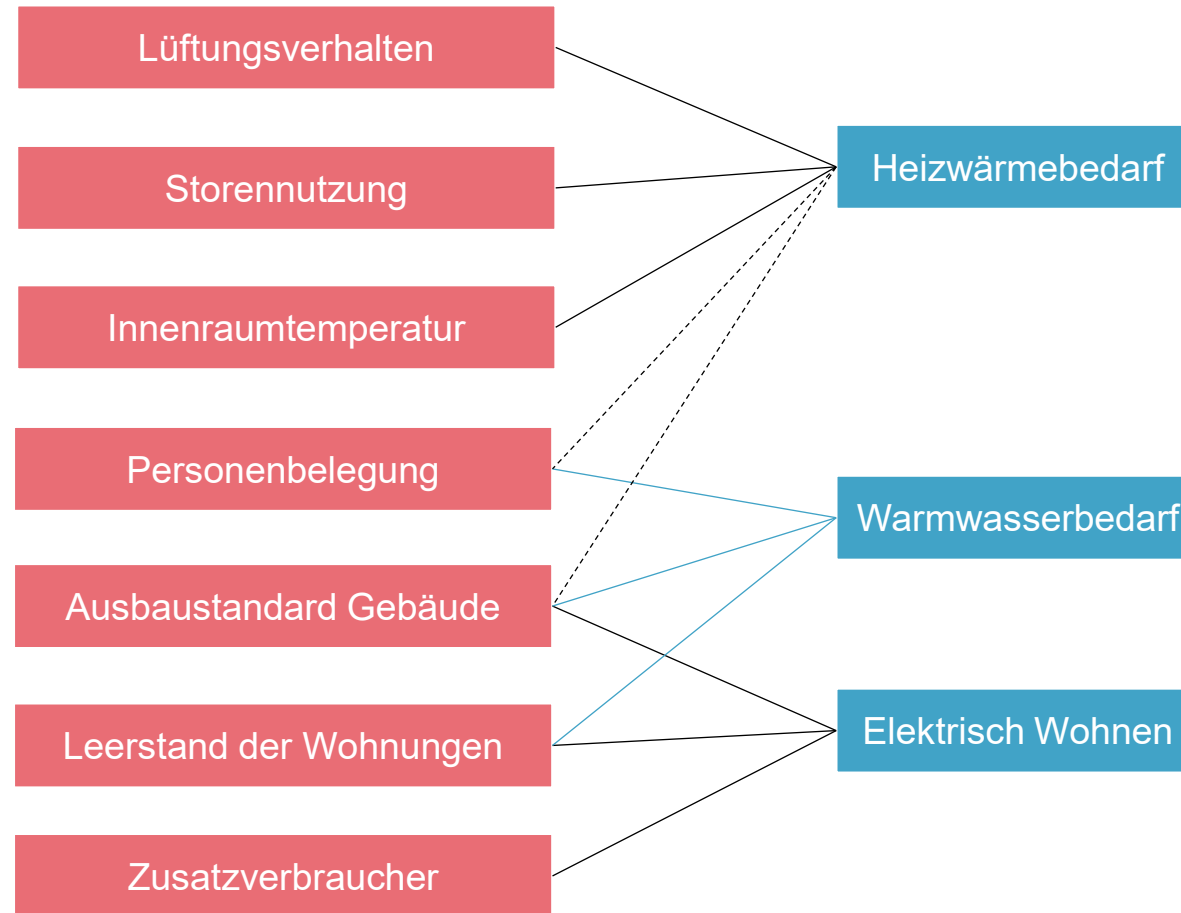 Lüftungsverhalten
Storennutzung
Innenraumtemperatur
Personenbelegung
Ausbaustandard Gebäude
Leerstand der Wohnungen
Zusatzverbraucher
Heizwärmebedarf
Warmwasserbedarf
Elektrisch Wohnen